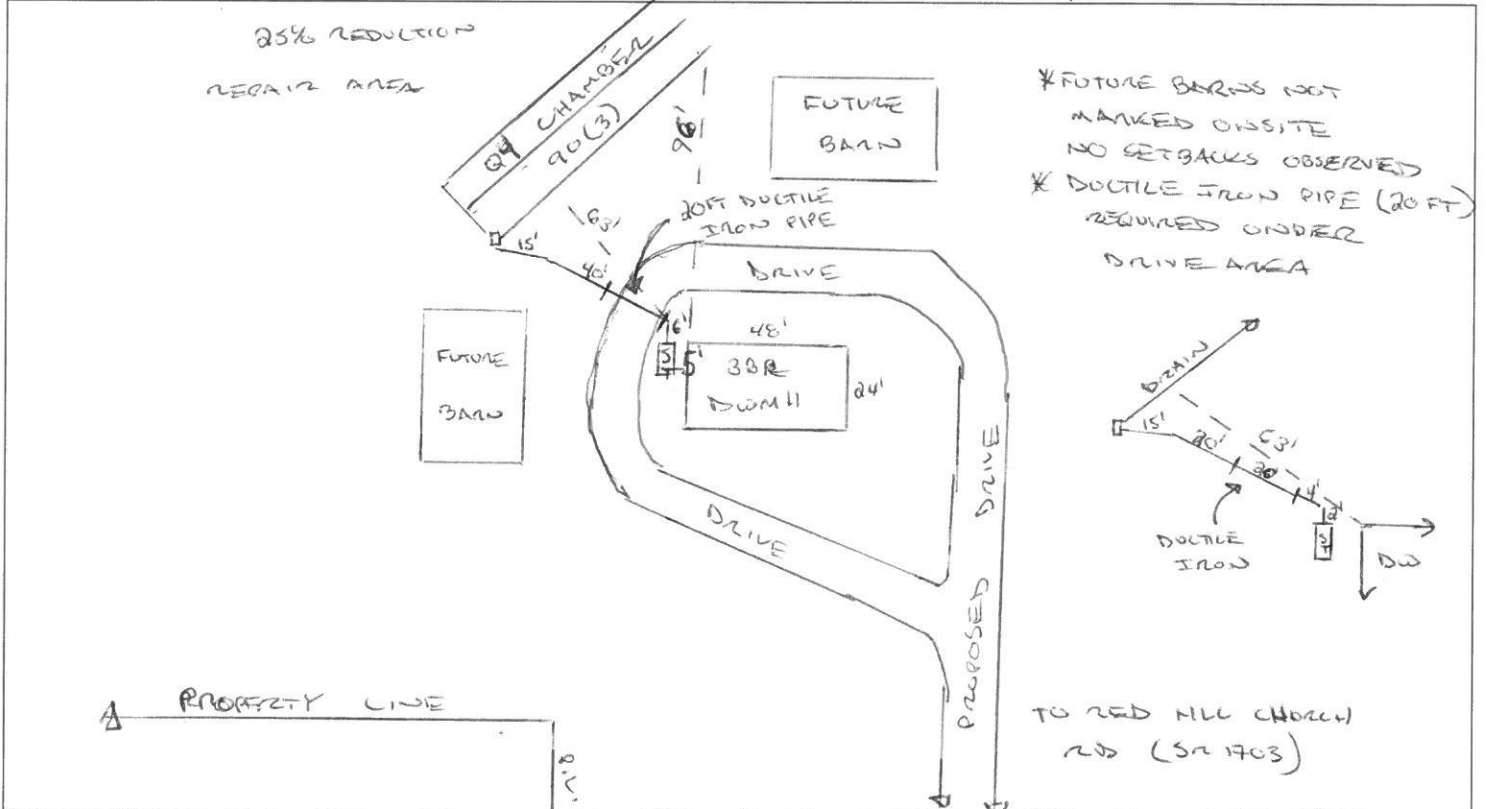 25% REDUCTION
REPAIR AREA
Q4 CHAMBER
90(3)
96'
FUTURE
BARN
* FUTURE BARNS NOT
MARKED ONSITE
NO SETBACKS OBSERVED
* DUCTILE IRON PIPE (20 FT)
REQUIRED UNDER
DRIVE AREA
20FT DUCTILE
IRON PIPE
63'
15'
40'
DRIVE
6'
48'
5'
3BR
DWMH
24'
FUTURE
BARN
DRIVE
PROPOSED DRIVE
DRAIN
15'
20'
63'
4'
2'
ST
DUCTILE
IRON
DW
PROPERTY LINE
TO RED HILL CHURCH
RD (SR 1703)